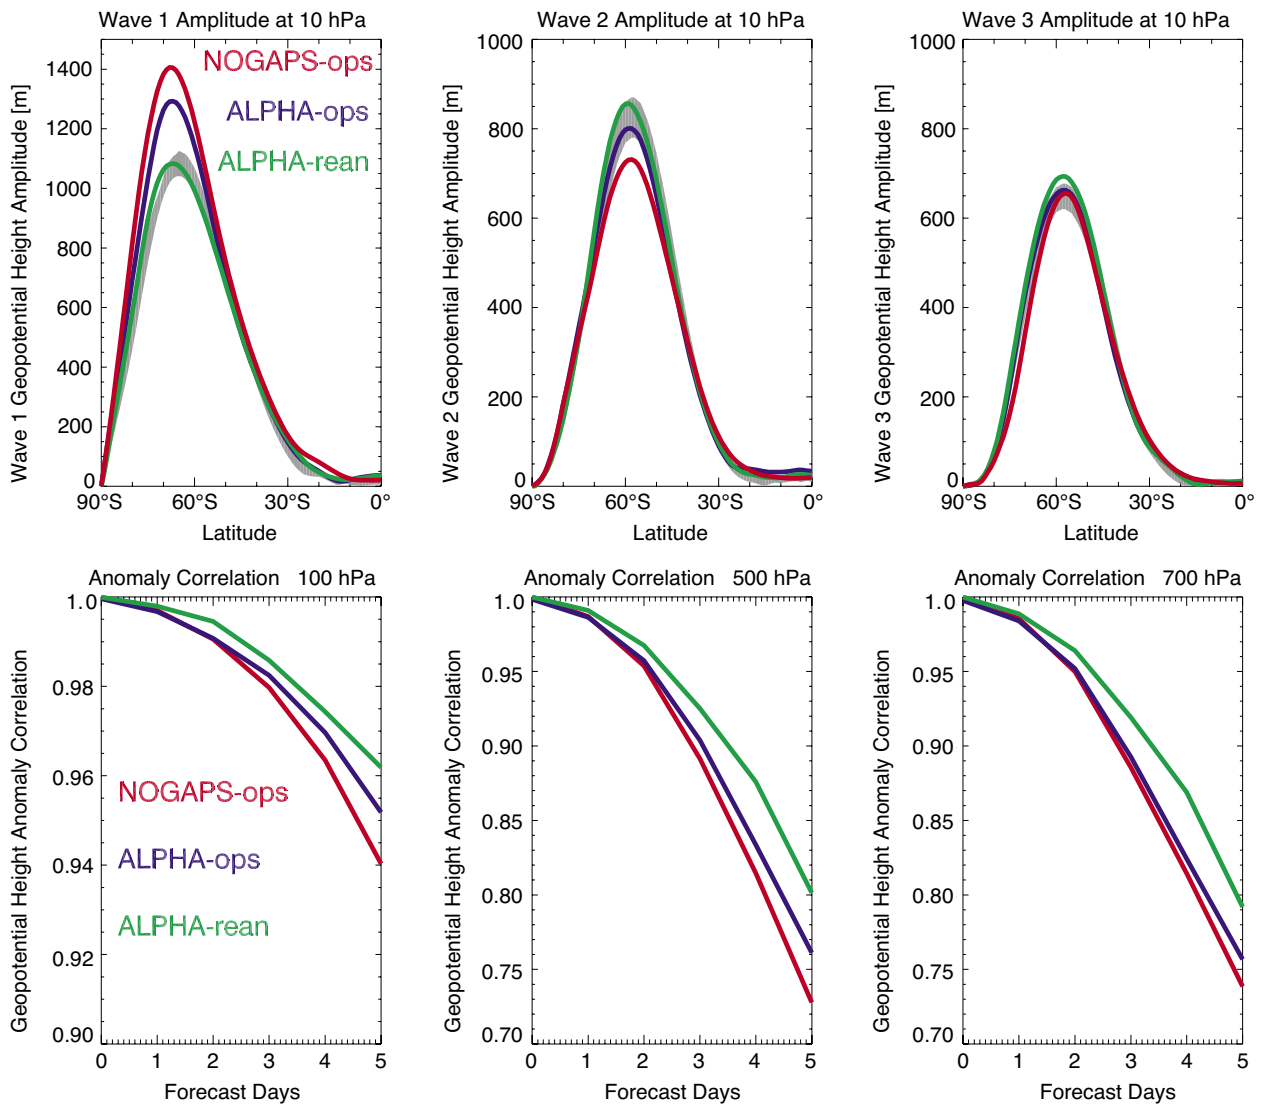 Wave 1 Amplitude at 10 hPa
Wave 1 Geopotential Height Amplitude [m]
1400
1200
1000
800
600
400
200
0
NOGAPS-ops
ALPHA-ops
ALPHA-rean
90°S
60°S
30°S
0°
Latitude
Wave 2 Amplitude at 10 hPa
Wave 2 Geopotential Height Amplitude [m]
1000
800
600
400
200
0
90°S
60°S
30°S
0°
Latitude
Wave 3 Amplitude at 10 hPa
Wave 3 Geopotential Height Amplitude [m]
1000
800
600
400
200
0
90°S
60°S
30°S
0°
Latitude
Anomaly Correlation 100 hPa
Geopotential Height Anomaly Correlation
1.0
0.98
0.96
0.94
0.92
0.90
NOGAPS-ops
ALPHA-ops
ALPHA-rean
0
1
2
3
4
5
Forecast Days
Anomaly Correlation 500 hPa
Geopotential Height Anomaly Correlation
1.0
0.95
0.90
0.85
0.80
0.75
0.70
0
1
2
3
4
5
Forecast Days
Anomaly Correlation 700 hPa
Geopotential Height Anomaly Correlation
1.0
0.95
0.90
0.85
0.80
0.75
0.70
0
1
2
3
4
5
Forecast Days